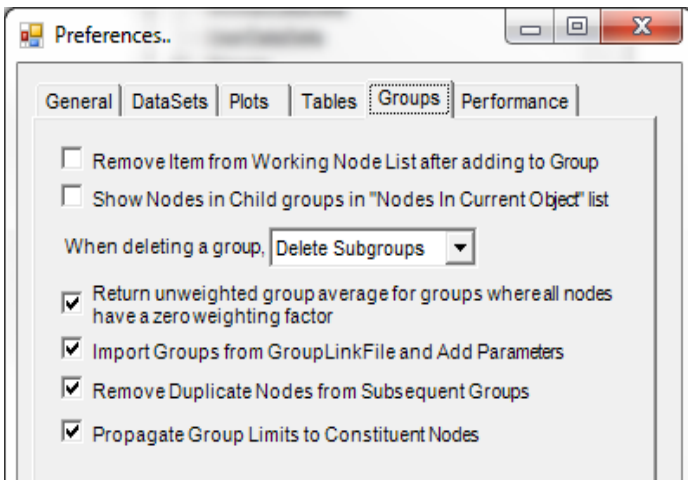 Preferences..
General DataSets Plots Tables Groups Performance
Remove Item from Working Node List after adding to Group
Show Nodes in Child groups in "Nodes In Current Object" list
When deleting a group, Delete Subgroups
Return unweighted group average for groups where all nodes
have a zero weighting factor
Import Groups from GroupLinkFile and Add Parameters
Remove Duplicate Nodes from Subsequent Groups
Propagate Group Limits to Constituent Nodes